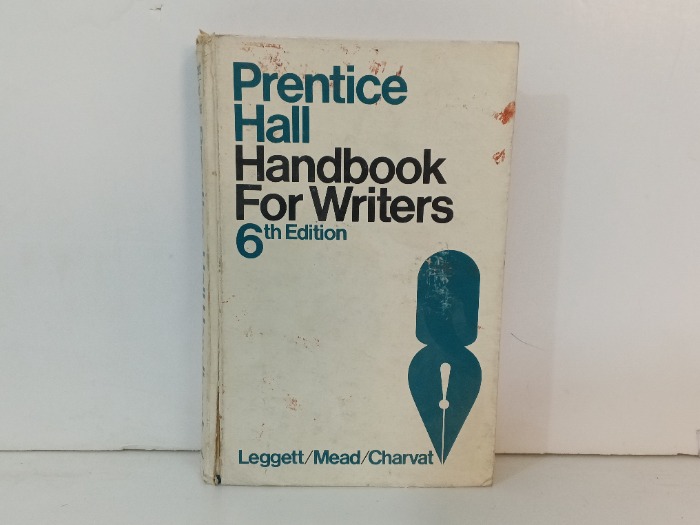 Prentice
Hall
Handbook
For Writers
6th Edition
Leggett/Mead/Charvat